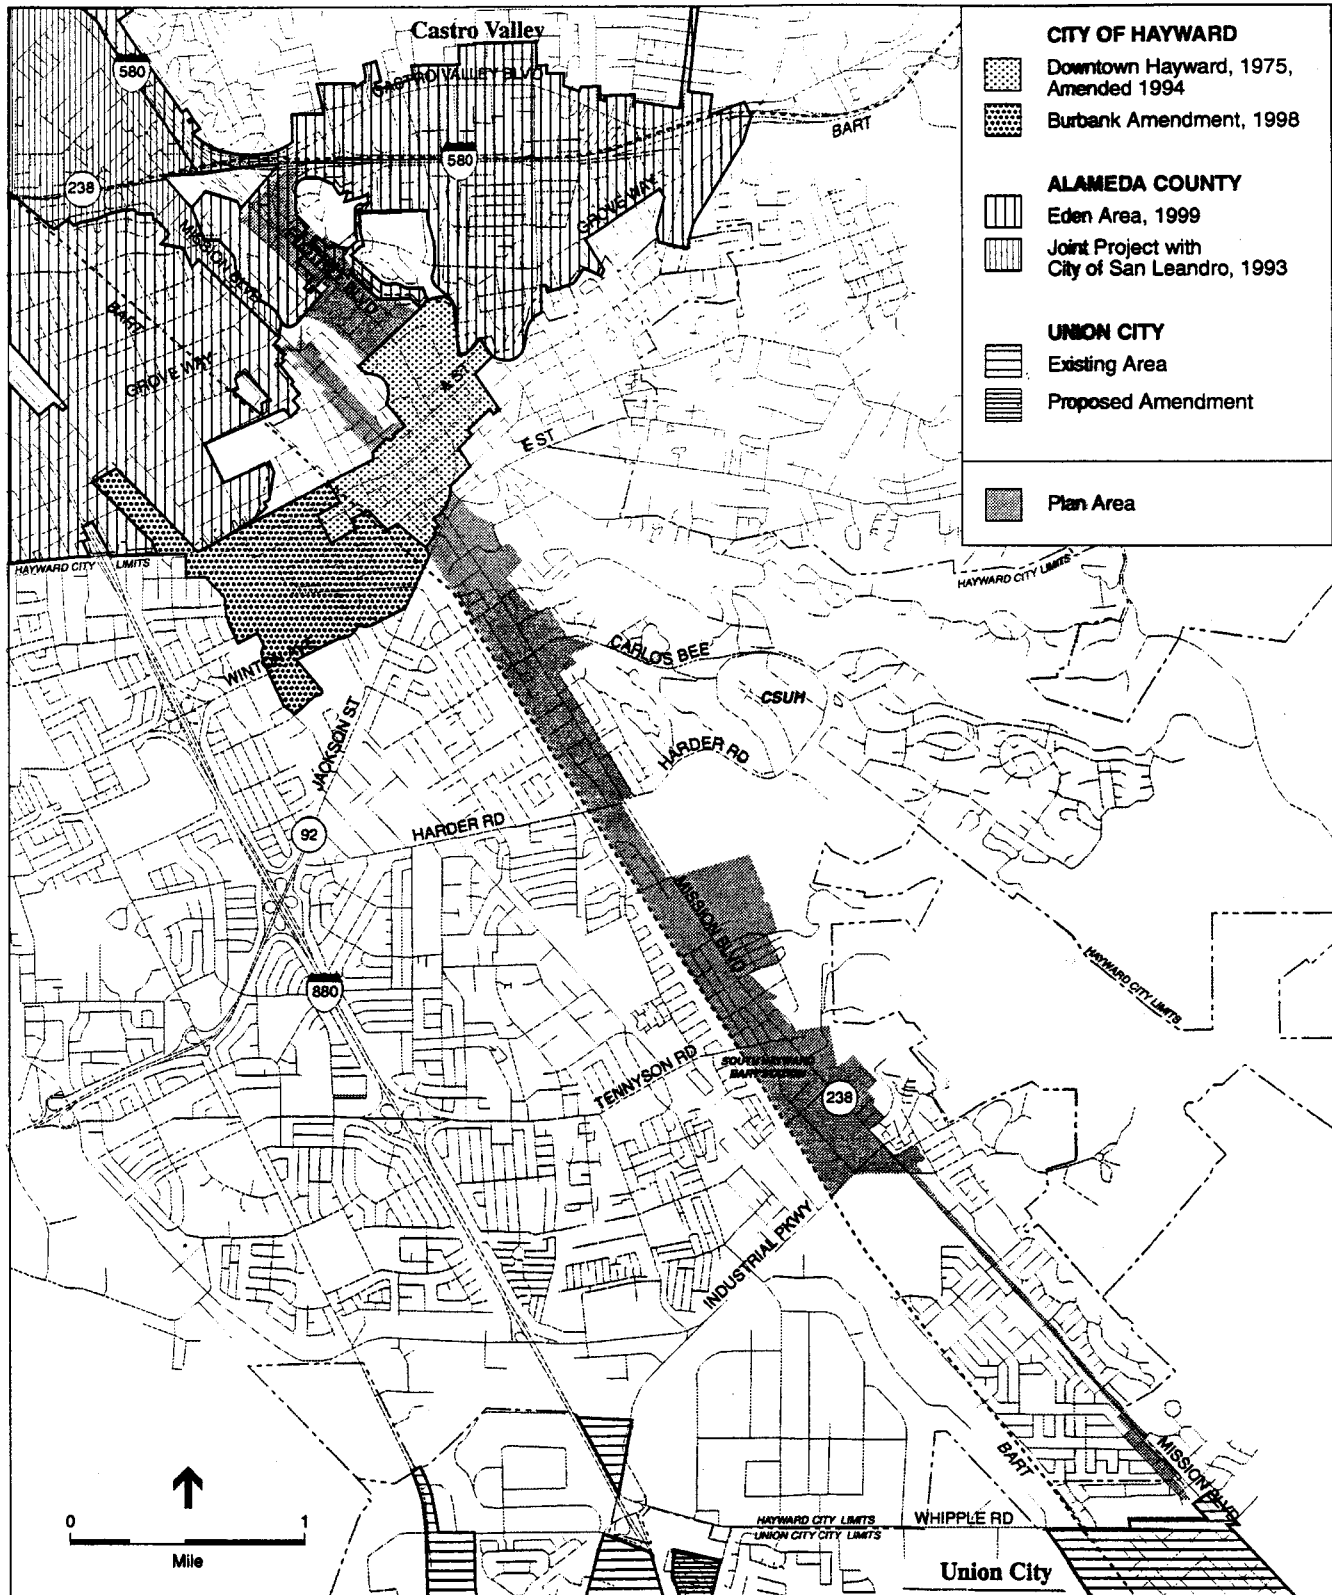 Castro Valley
CITY OF HAYWARD
Downtown Hayward, 1975,
Amended 1994
Burbank Amendment, 1998
ALAMEDA COUNTY
Eden Area, 1999
Joint Project with
City of San Leandro, 1993
UNION CITY
Existing Area
Proposed Amendment
Plan Area
580
CASTRO VALLEY BLVD
BART
580
238
GROVE WAY
MISSION BLVD
BART
GROVE WAY
A ST
E ST
HAYWARD CITY LIMITS
HAYWARD CITY LIMITS
WINTON AVE
CARLOS BEE
CSUH
JACKSON ST
HARDER RD
92
HARDER RD
MISSION BLVD
880
HAYWARD CITY LIMITS
TENNYSON RD
SOUTH HAYWARD
BART STATION
238
INDUSTRIAL PKWY
BART
MISSION BLVD
0 1
Mile
HAYWARD CITY LIMITS
UNION CITY CITY LIMITS
WHIPPLE RD
Union City